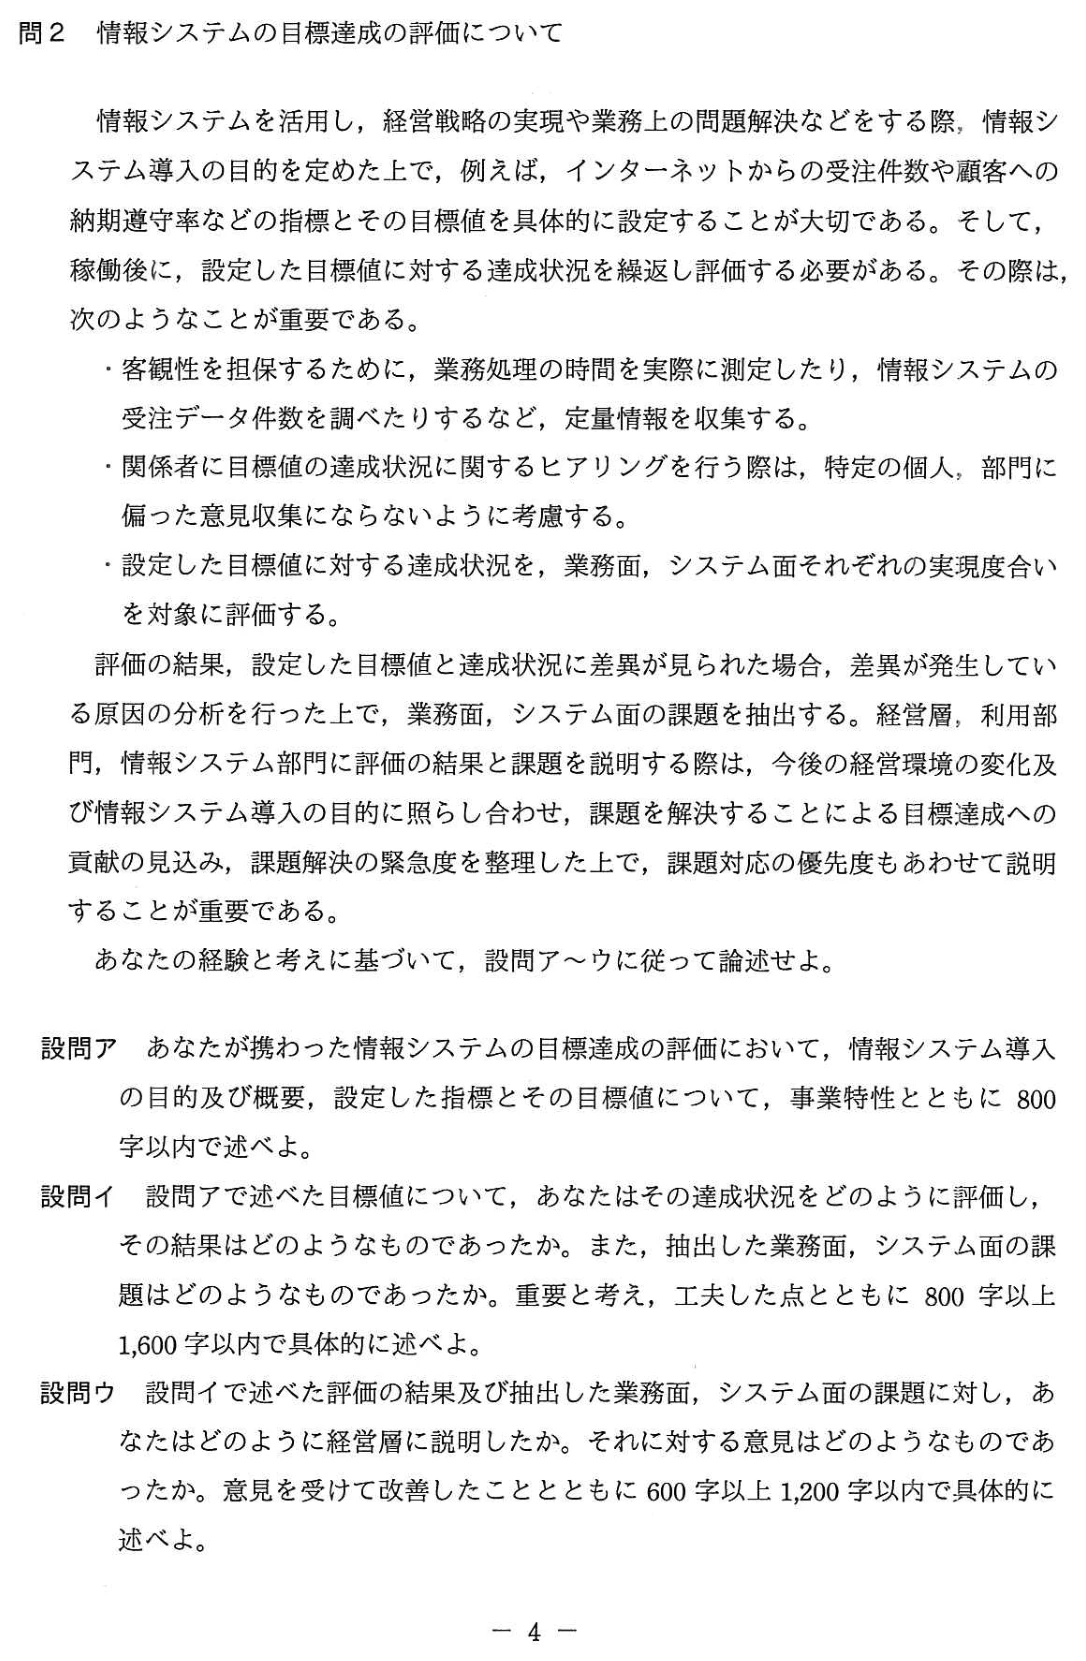 問2 情報システムの目標達成の評価について
情報システムを活用し，経営戦略の実現や業務上の問題解決などをする際，情報シ
ステム導入の目的を定めた上で，例えば，インターネットからの受注件数や顧客への
納期遵守率などの指標とその目標値を具体的に設定することが大切である。そして，
稼働後に，設定した目標値に対する達成状況を繰返し評価する必要がある。その際は，
次のようなことが重要である。
・客観性を担保するために，業務処理の時間を実際に測定したり，情報システムの
受注データ件数を調べたりするなど，定量情報を収集する。
・関係者に目標値の達成状況に関するヒアリングを行う際は，特定の個人，部門に
偏った意見収集にならないように考慮する。
・設定した目標値に対する達成状況を，業務面，システム面それぞれの実現度合い
を対象に評価する。
評価の結果，設定した目標値と達成状況に差異が見られた場合，差異が発生してい
る原因の分析を行った上で，業務面，システム面の課題を抽出する。経営層，利用部
門，情報システム部門に評価の結果と課題を説明する際は，今後の経営環境の変化及
び情報システム導入の目的に照らし合わせ，課題を解決することによる目標達成への
貢献の見込み，課題解決の緊急度を整理した上で，課題対応の優先度もあわせて説明
することが重要である。
あなたの経験と考えに基づいて，設問ア～ウに従って論述せよ。
設問ア あなたが携わった情報システムの目標達成の評価において，情報システム導入
の目的及び概要，設定した指標とその目標値について，事業特性とともに 800
字以内で述べよ。
設問イ 設問アで述べた目標値について，あなたはその達成状況をどのように評価し，
その結果はどのようなものであったか。また，抽出した業務面，システム面の課
題はどのようなものであったか。重要と考え，工夫した点とともに 800 字以上
1,600 字以内で具体的に述べよ。
設問ウ 設問イで述べた評価の結果及び抽出した業務面，システム面の課題に対し，あ
なたはどのように経営層に説明したか。それに対する意見はどのようなものであ
ったか。意見を受けて改善したこととともに 600 字以上 1,200 字以内で具体的に
述べよ。
－ 4 －